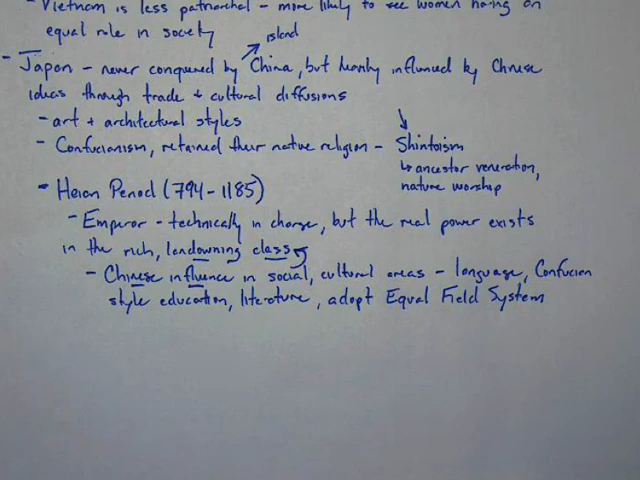 - Vietnam is less patriarchal - more likely to see women having an
equal role in society
island
- Japan - never conquered by China, but heavily influenced by Chinese
ideas through trade + cultural diffusions
- art + architectural styles
- Confucianism, retained their native religion - Shintoism
↳ ancestor veneration,
nature worship
- Heian Period (794-1185)
- Emperor - technically in charge, but the real power exists
in the rich, landowning class
- Chinese influence in social, cultural areas - language, Confucian
style education, literature, adopt Equal Field System